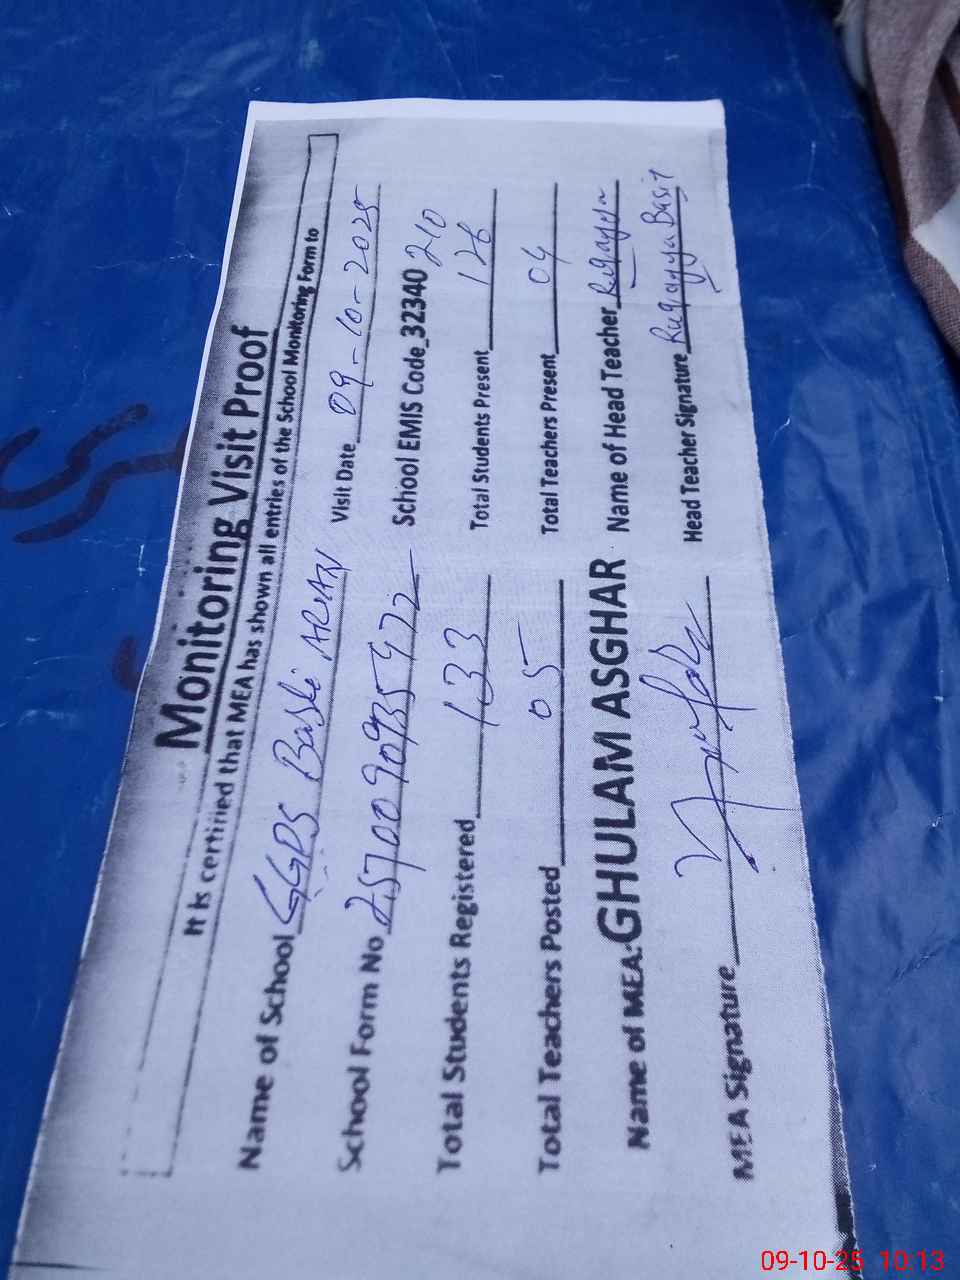 Monitoring Visit Proof
It is certified that MEA has shown all entries of the School Monitoring Form to
Name of School GGPS Basti ARIAN Visit Date 09-10-2025
School Form No School EMIS Code 32340210
Total Students Registered 133 Total Students Present 128
Total Teachers Posted 05 Total Teachers Present 04
Name of MEA: GHULAM ASGHAR Name of Head Teacher Ruqayya
MEA Signature Head Teacher Signature Ruqayya Basit
09-10-25 10:13